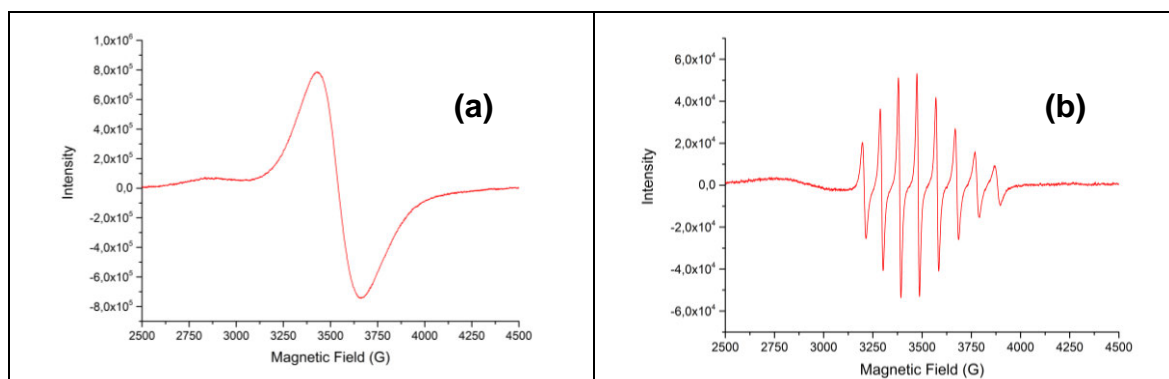 (a)
Intensity
1,0x10⁶
8,0x10⁵
6,0x10⁵
4,0x10⁵
2,0x10⁵
0,0
-2,0x10⁵
-4,0x10⁵
-6,0x10⁵
-8,0x10⁵
2500 2750 3000 3250 3500 3750 4000 4250 4500
Magnetic Field (G)
(b)
Intensity
6,0x10⁴
4,0x10⁴
2,0x10⁴
0,0
-2,0x10⁴
-4,0x10⁴
-6,0x10⁴
2500 2750 3000 3250 3500 3750 4000 4250 4500
Magnetic Field (G)